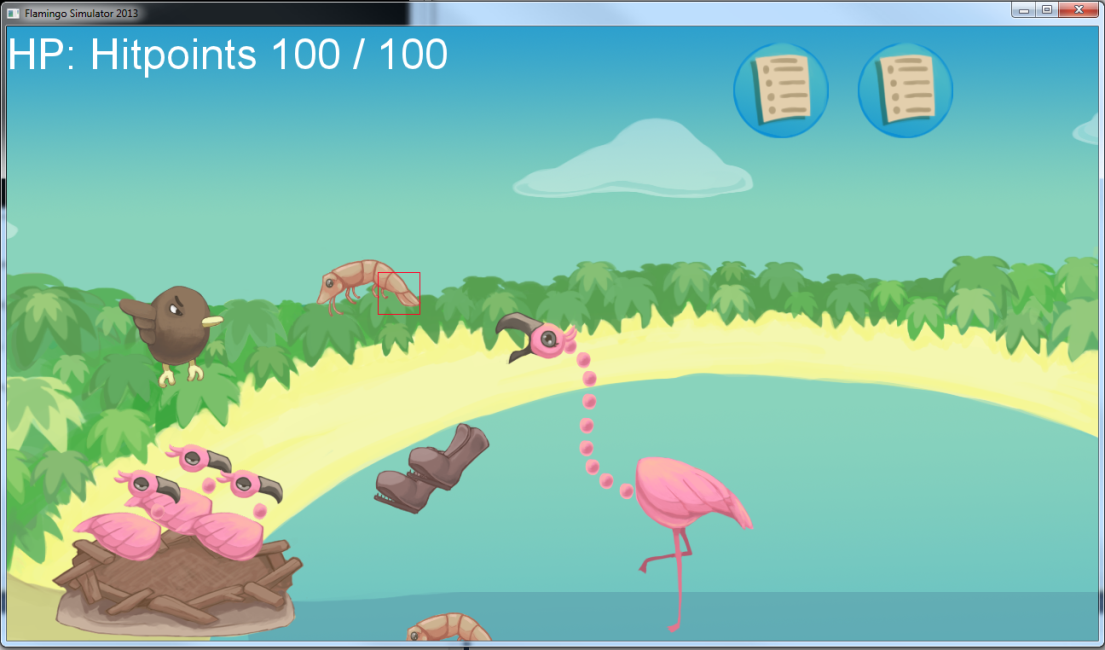 Flamingo Simulator 2013
HP: Hitpoints 100 / 100